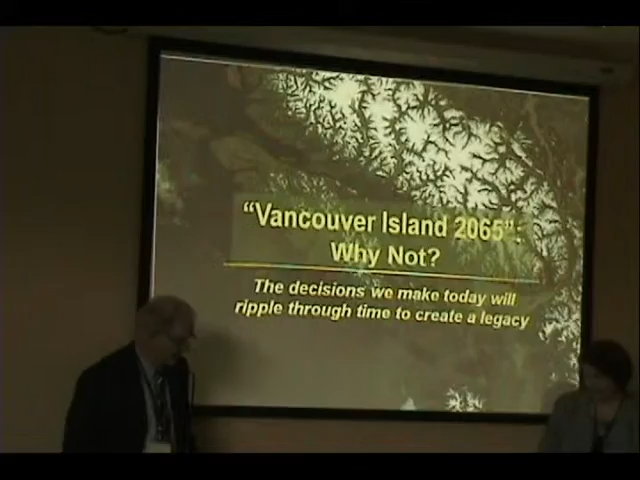 "Vancouver Island 2065":
Why Not?
The decisions we make today will
ripple through time to create a legacy